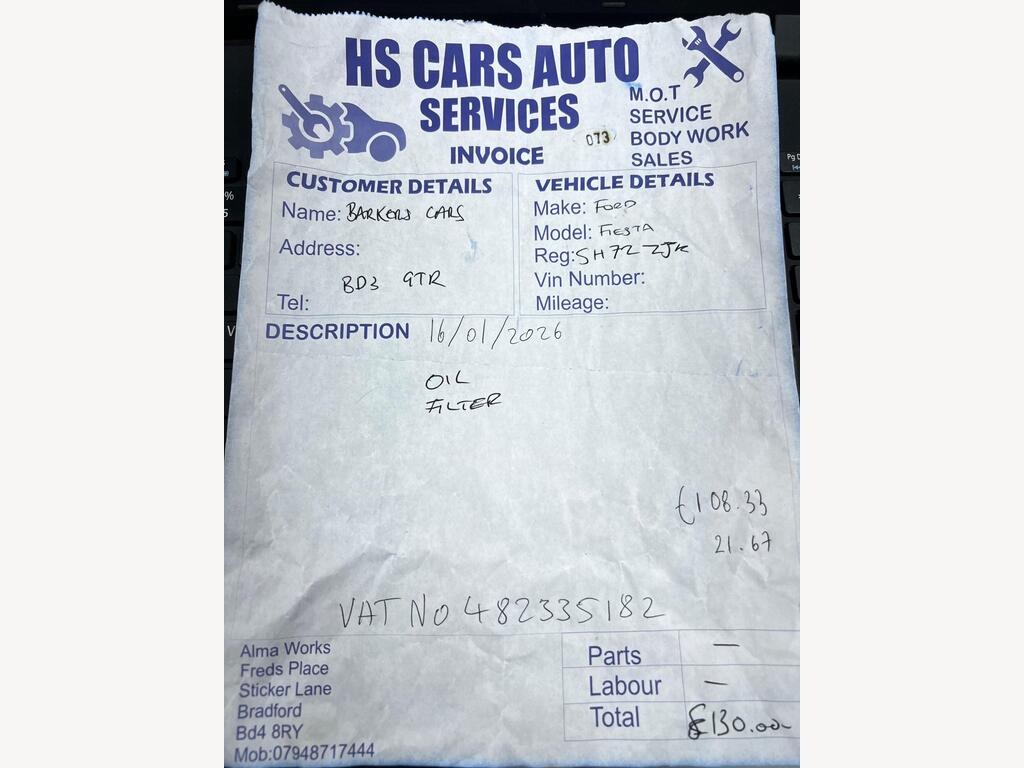 HS CARS AUTO
SERVICES
INVOICE
073
M.O.T
SERVICE
BODY WORK
SALES
CUSTOMER DETAILS
Name: BARKERS CARS
Address:
BD3 9TR
Tel:
VEHICLE DETAILS
Make: FORD
Model: FIESTA
Reg: SH72 ZJK
Vin Number:
Mileage:
DESCRIPTION 16/01/2026
OIL
FILTER
£108.33
21.67
VAT NO 482335182
Alma Works
Freds Place
Sticker Lane
Bradford
Bd4 8RY
Mob:07948717444
Parts —
Labour —
Total £130.00